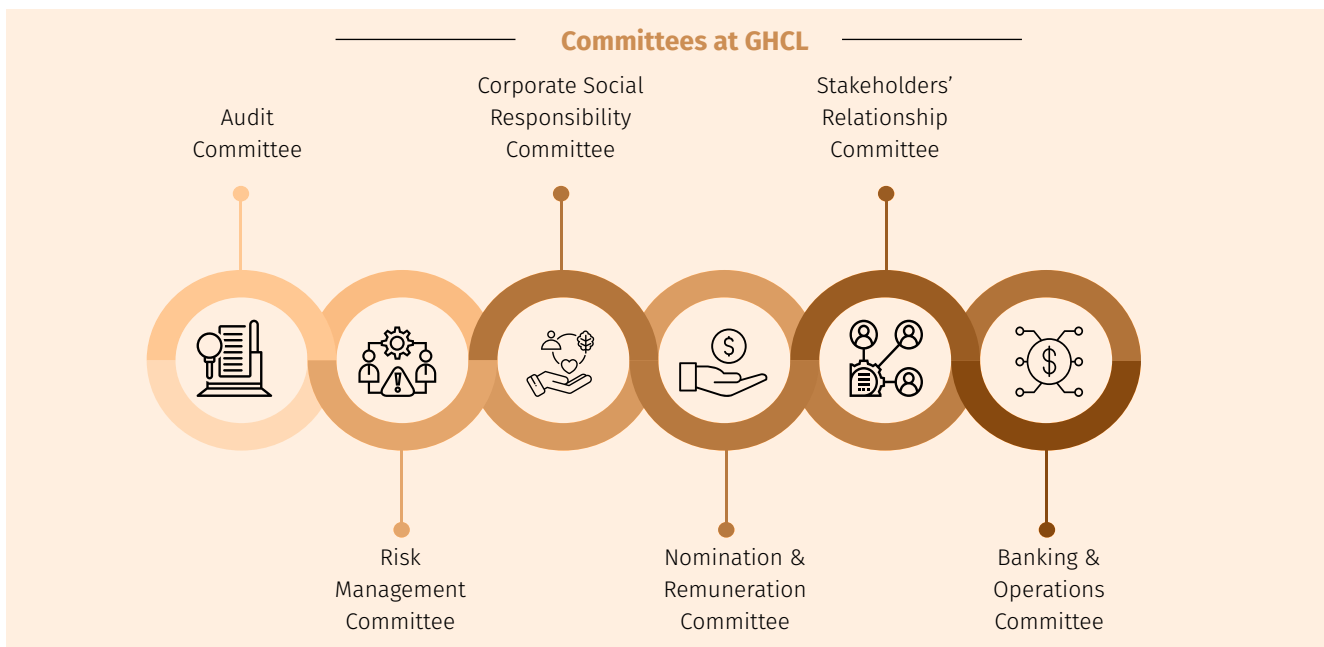 Committees at GHCL
Audit
Committee
Corporate Social
Responsibility
Committee
Stakeholders’
Relationship
Committee
Risk
Management
Committee
Nomination &
Remuneration
Committee
Banking &
Operations
Committee